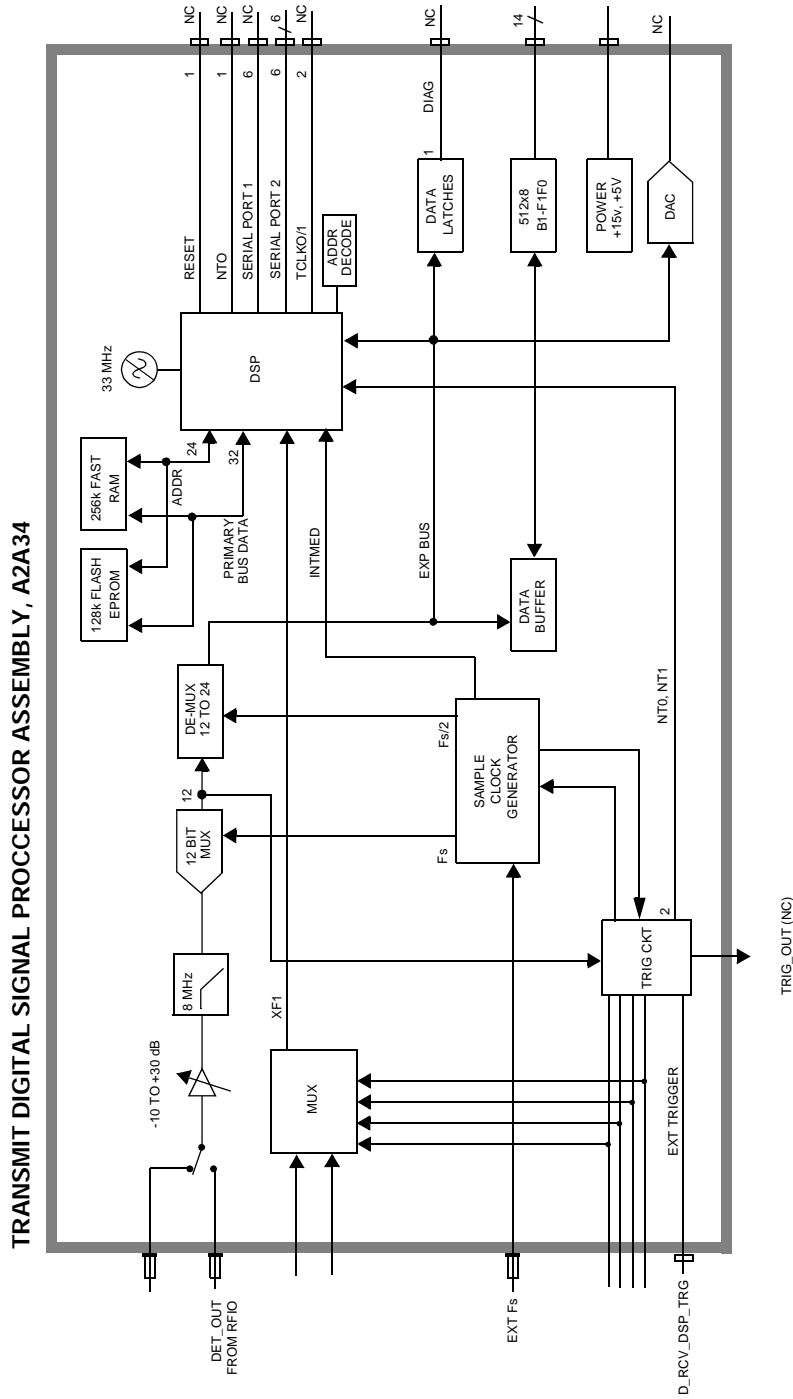 TRANSMIT DIGITAL SIGNAL PROCCESSOR ASSEMBLY, A2A34
DET_OUT
FROM RFIO
-10 TO +30 dB
8 MHz
12 BIT
MUX
12
DE-MUX
12 TO 24
128k FLASH
EPROM
256k FAST
RAM
ADDR
24
PRIMARY
BUS DATA
32
33 MHz
DSP
ADDR
DECODE
RESET
1
NC
NTO
1
NC
SERIAL PORT 1
6
NC
SERIAL PORT 2
6
6
TCLKO/1
2
NC
MUX
XF1
INTMED
Fs
Fs/2
SAMPLE
CLOCK
GENERATOR
EXT Fs
EXP BUS
DATA
BUFFER
DATA
LATCHES
1
DIAG
NC
512x8
B1-F1F0
14
POWER
+15v, +5V
DAC
NC
TRIG CKT
2
NT0, NT1
EXT TRIGGER
D_RCV_DSP_TRG
TRIG_OUT (NC)